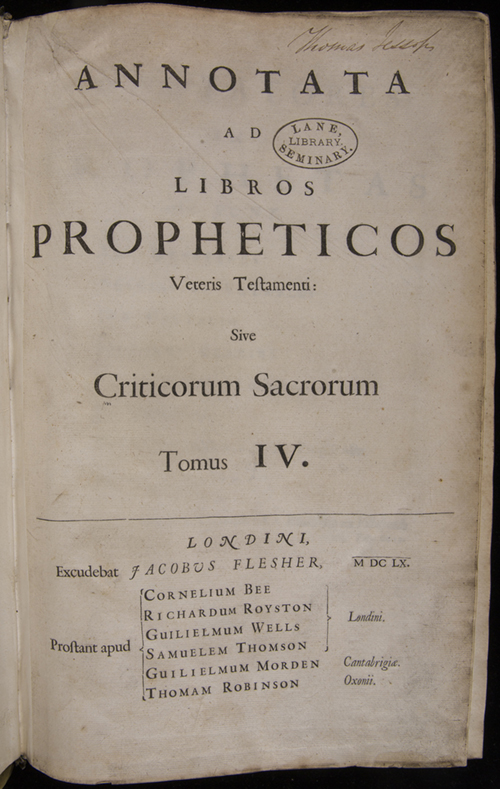 Thomas Jessop
ANNOTATA
AD
LANE,
LIBRARY.
SEMINARY.
LIBROS
PROPHETICOS
Veteris Teſtamenti:
Sive
Criticorum Sacrorum
Tomus IV.
LONDINI,
Excudebat JACOBUS FLESHER, M DC LX.
Proſtant apud
CORNELIUM BEE
RICHARDUM ROYSTON
GUILIELMUM WELLS
SAMUELEM THOMSON
Londini.
GUILIELMUM MORDEN Cantabrigiæ.
THOMAM ROBINSON Oxonii.